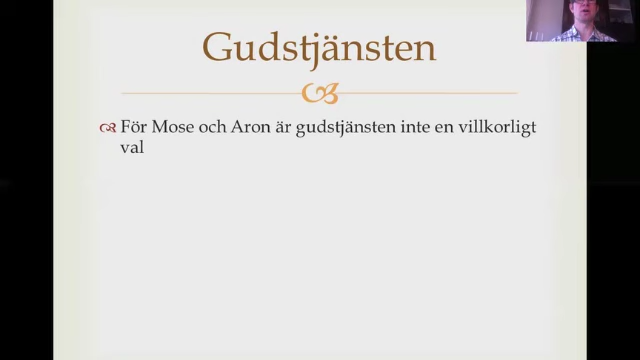 Gudstjänsten
För Mose och Aron är gudstjänsten inte en villkorligt
val